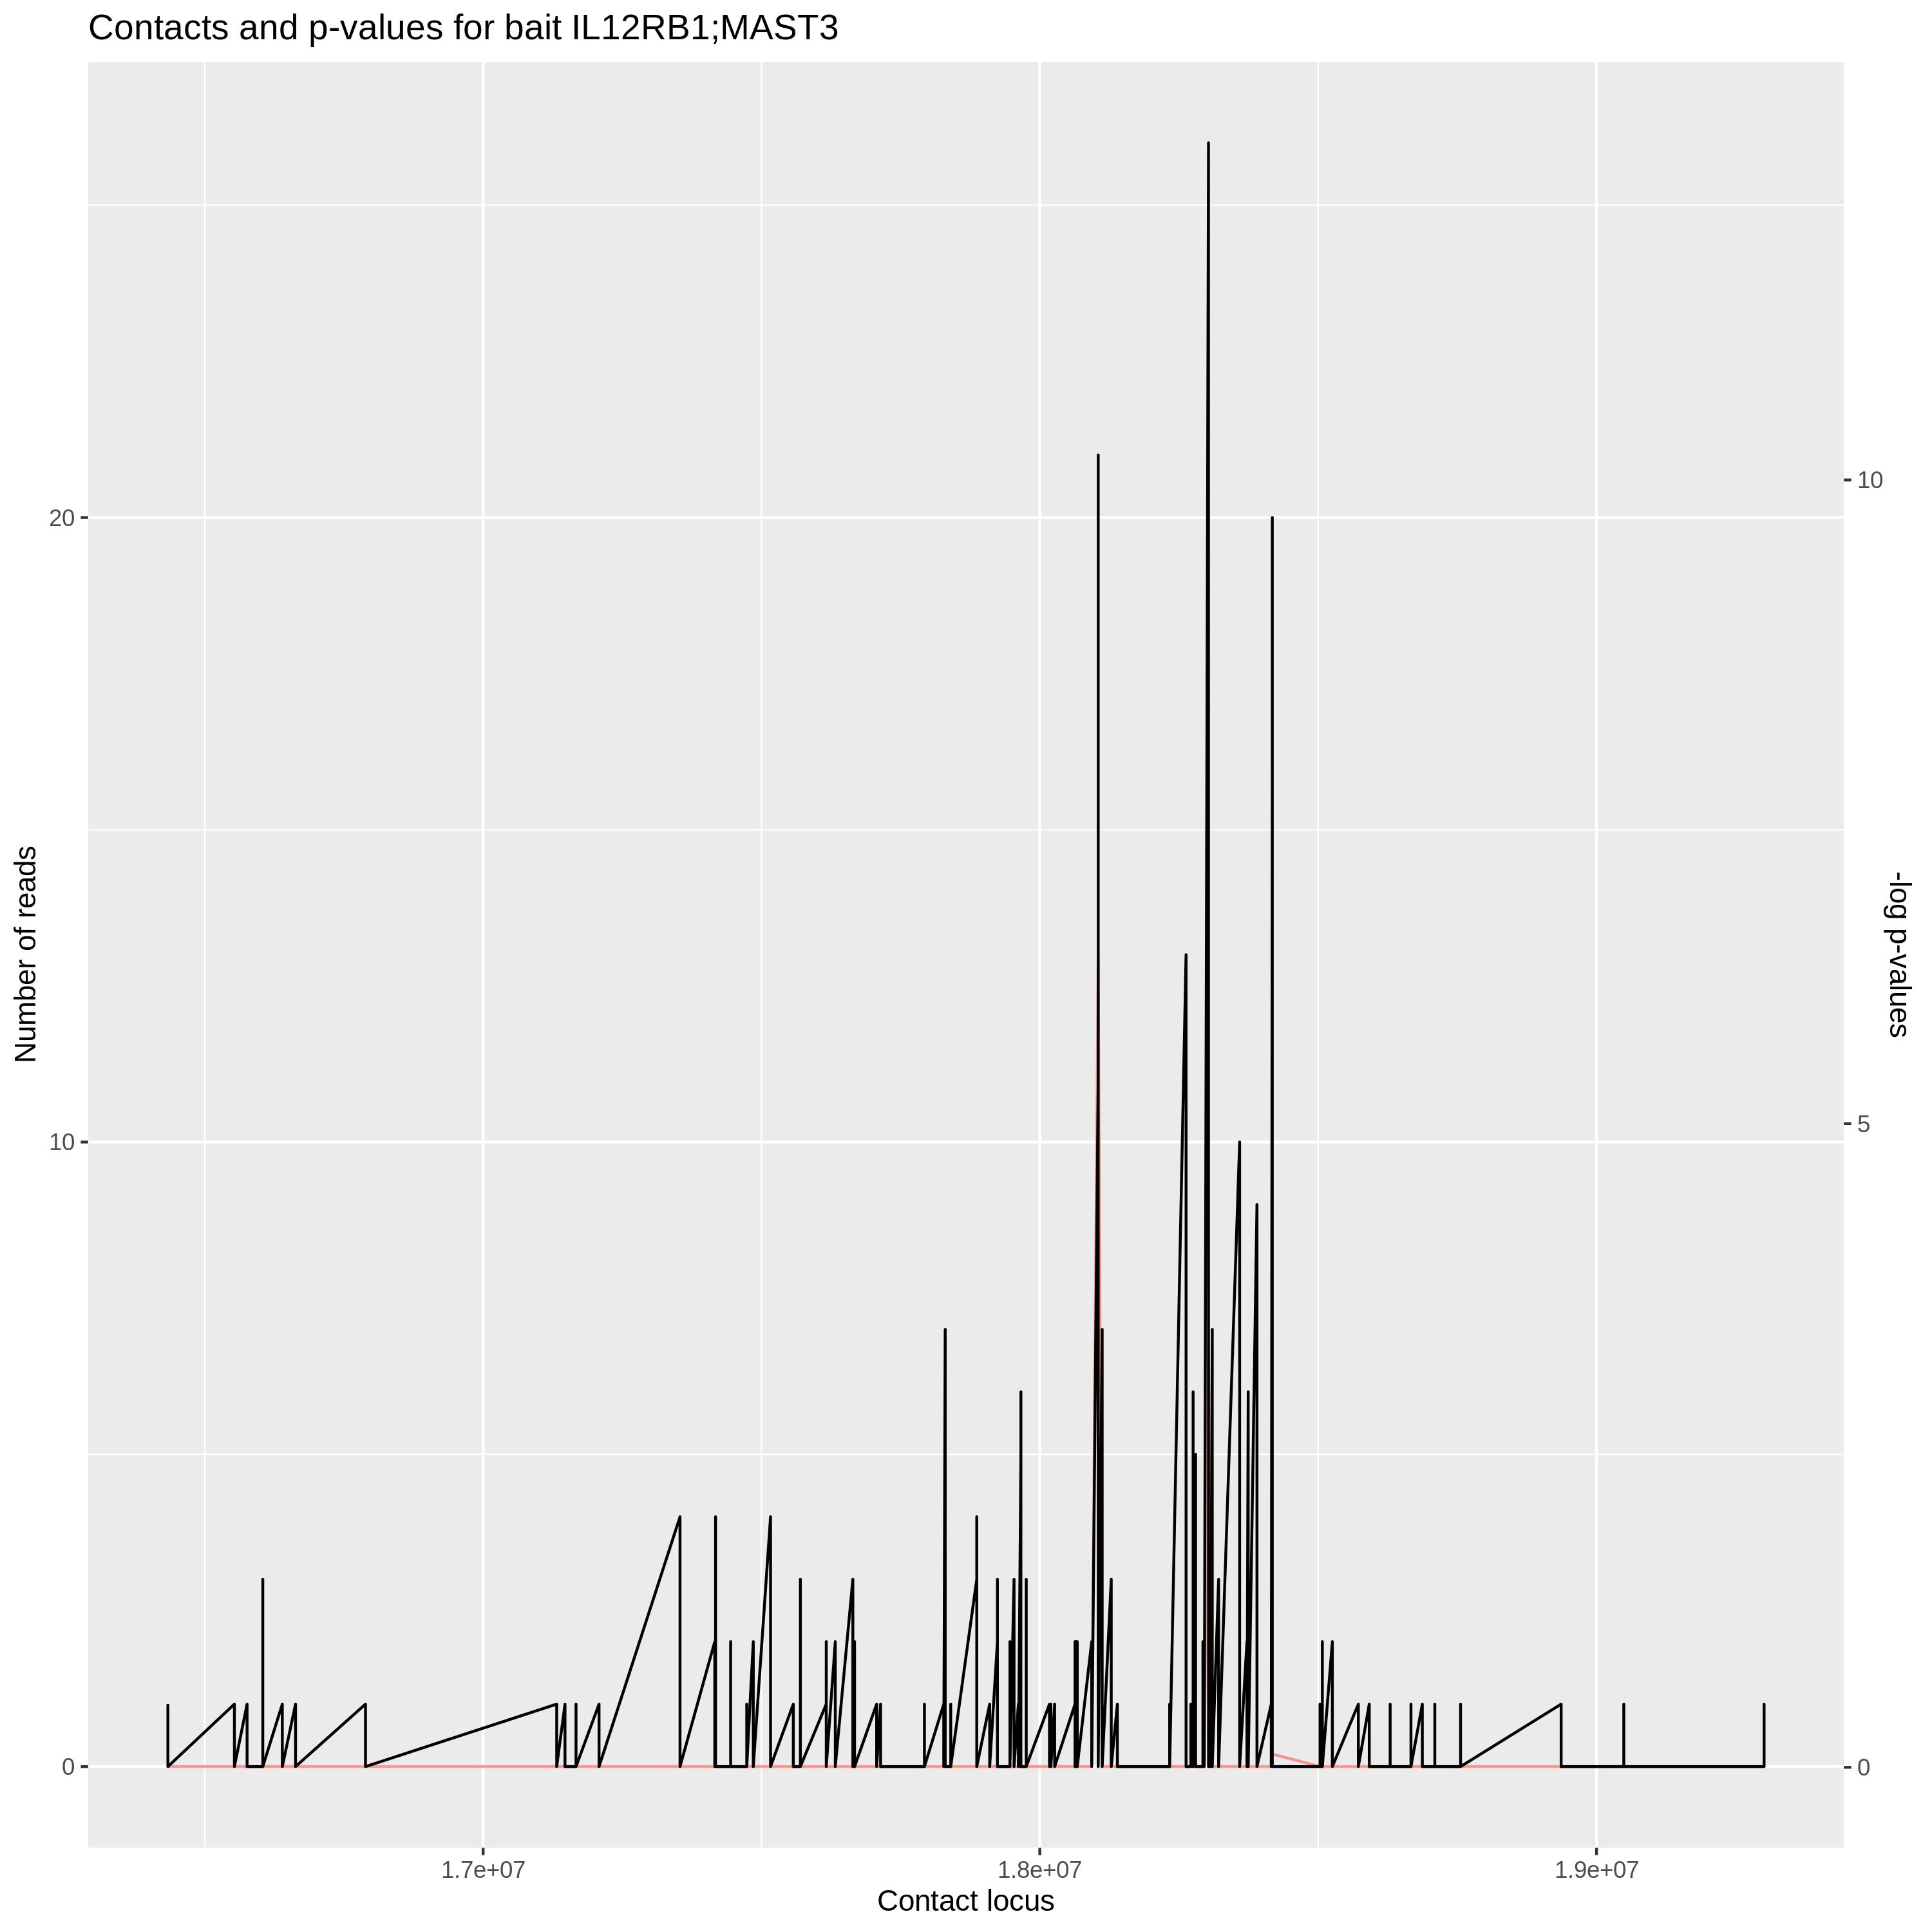 Contacts and p-values for bait IL12RB1;MAST3
Number of reads
20
10
0
10
5
0
-log p-values
1.7e+07
1.8e+07
1.9e+07
Contact locus